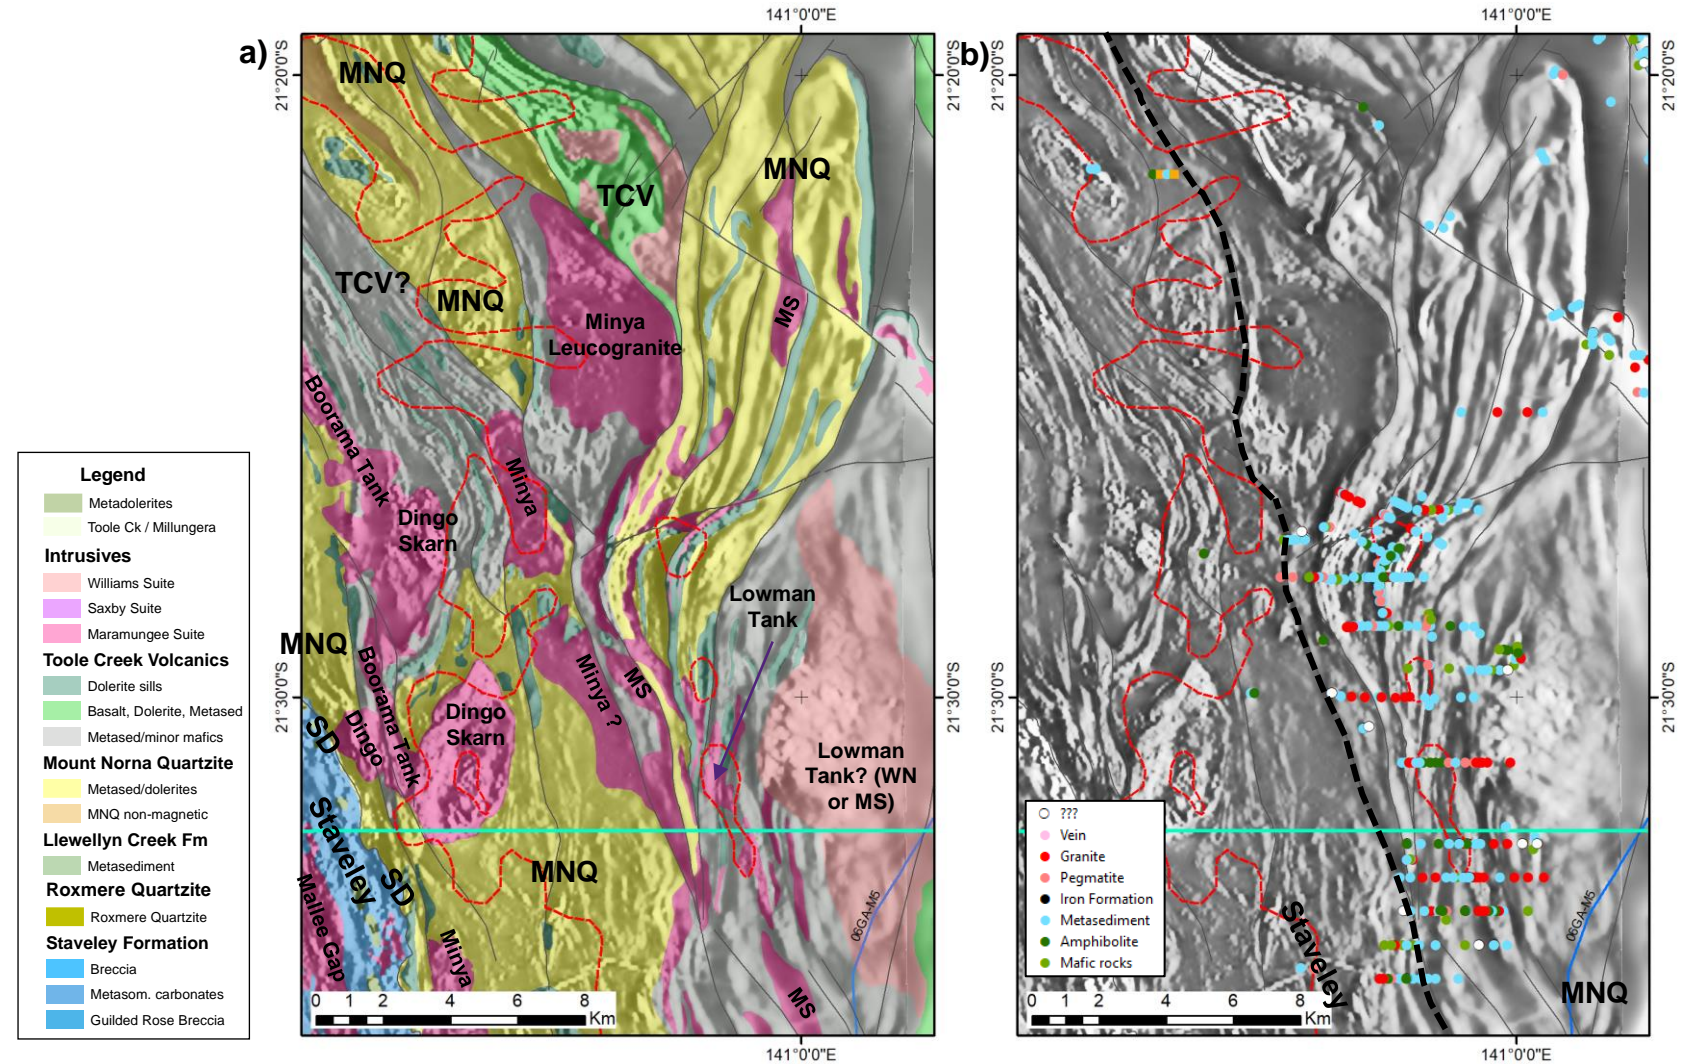 a)
141°0'0"E
21°20'0"S
21°20'0"S
MNQ
TCV
MNQ
TCV?
MNQ
Minya
Leucogranite
MS
Boorama Tank
Dingo
Skarn
Minya
Lowman
Tank
MNQ
Boorama Tank
Minya ?
MS
21°30'0"S
SD
Dingo
Dingo
Skarn
Lowman
Tank? (WN
or MS)
Staveley
SD
MNQ
Mallee Gap
Minya
MS
06GA-M5
0 1 2 4 6 8
Km
141°0'0"E
Legend
Metadolerites
Toole Ck / Millungera
Intrusives
Williams Suite
Saxby Suite
Maramungee Suite
Toole Creek Volcanics
Dolerite sills
Basalt, Dolerite, Metased
Metased/minor mafics
Mount Norna Quartzite
Metased/dolerites
MNQ non-magnetic
Llewellyn Creek Fm
Metasediment
Roxmere Quartzite
Roxmere Quartzite
Staveley Formation
Breccia
Metasom. carbonates
Guilded Rose Breccia
b)
141°0'0"E
21°20'0"S
21°20'0"S
21°30'0"S
21°30'0"S
???
Vein
Granite
Pegmatite
Iron Formation
Metasediment
Amphibolite
Mafic rocks
Staveley
06GA-M5
MNQ
0 1 2 4 6 8
Km
141°0'0"E